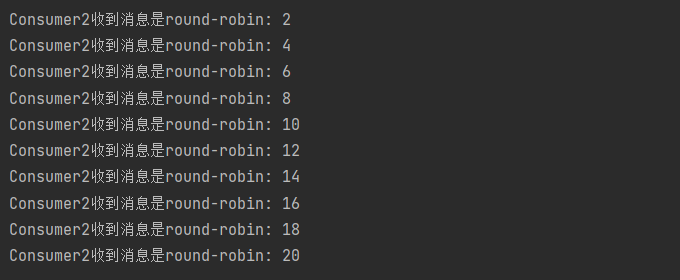 Consumer2收到消息是round-robin: 2
Consumer2收到消息是round-robin: 4
Consumer2收到消息是round-robin: 6
Consumer2收到消息是round-robin: 8
Consumer2收到消息是round-robin: 10
Consumer2收到消息是round-robin: 12
Consumer2收到消息是round-robin: 14
Consumer2收到消息是round-robin: 16
Consumer2收到消息是round-robin: 18
Consumer2收到消息是round-robin: 20